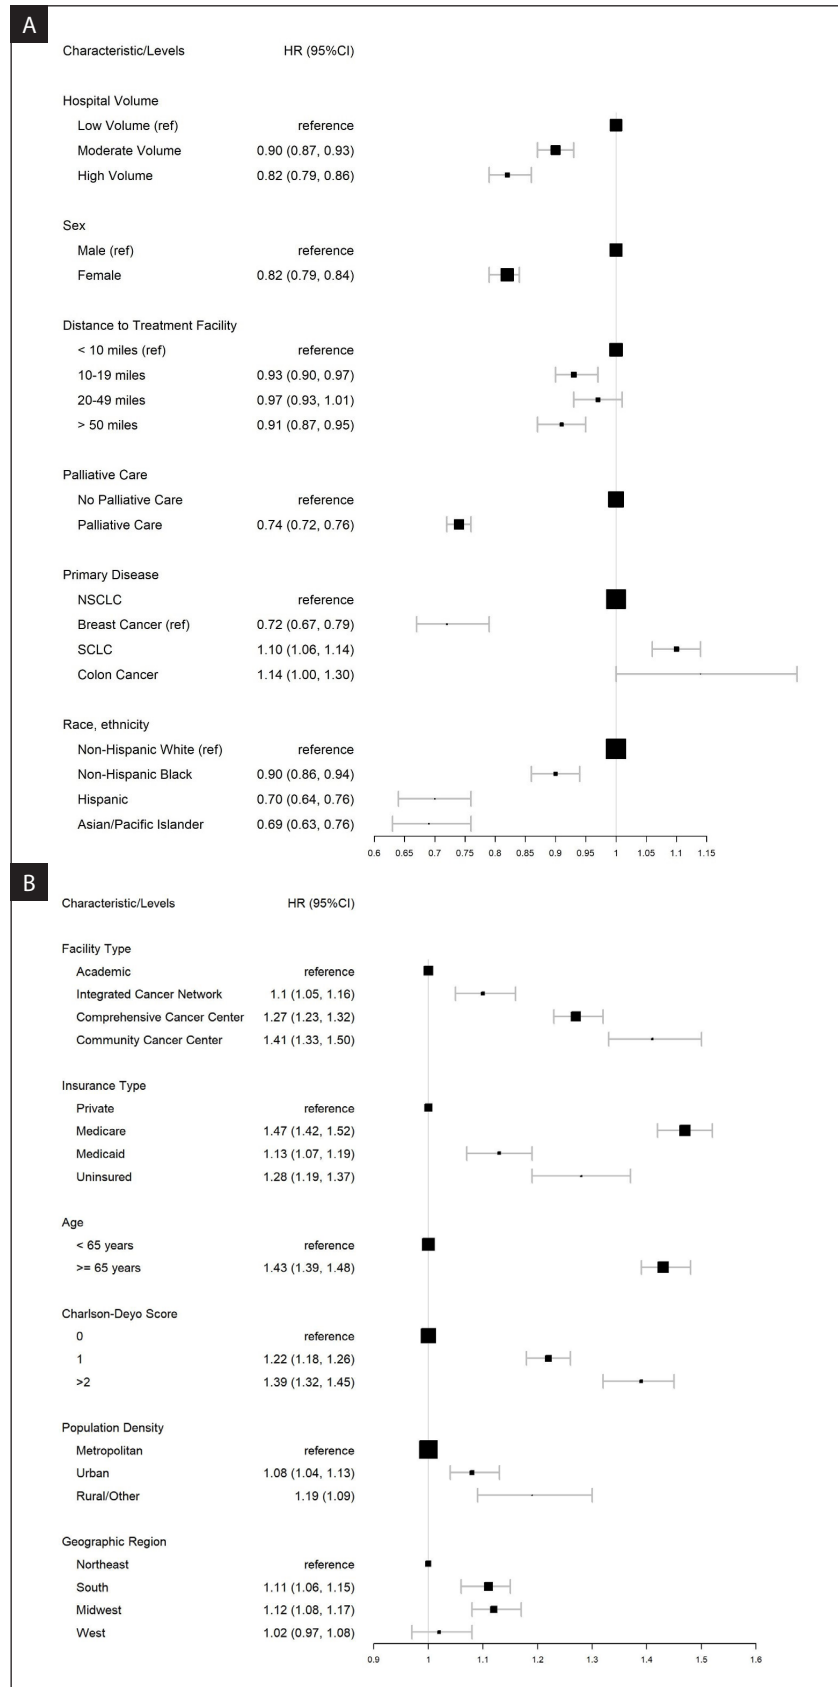 A
Characteristic/Levels HR (95%CI)
Hospital Volume
Low Volume (ref) reference
Moderate Volume 0.90 (0.87, 0.93)
High Volume 0.82 (0.79, 0.86)
Sex
Male (ref) reference
Female 0.82 (0.79, 0.84)
Distance to Treatment Facility
< 10 miles (ref) reference
10-19 miles 0.93 (0.90, 0.97)
20-49 miles 0.97 (0.93, 1.01)
> 50 miles 0.91 (0.87, 0.95)
Palliative Care
No Palliative Care reference
Palliative Care 0.74 (0.72, 0.76)
Primary Disease
NSCLC reference
Breast Cancer (ref) 0.72 (0.67, 0.79)
SCLC 1.10 (1.06, 1.14)
Colon Cancer 1.14 (1.00, 1.30)
Race, ethnicity
Non-Hispanic White (ref) reference
Non-Hispanic Black 0.90 (0.86, 0.94)
Hispanic 0.70 (0.64, 0.76)
Asian/Pacific Islander 0.69 (0.63, 0.76)
0.6 0.65 0.7 0.75 0.8 0.85 0.9 0.95 1 1.05 1.1 1.15
B
Characteristic/Levels HR (95%CI)
Facility Type
Academic reference
Integrated Cancer Network 1.1 (1.05, 1.16)
Comprehensive Cancer Center 1.27 (1.23, 1.32)
Community Cancer Center 1.41 (1.33, 1.50)
Insurance Type
Private reference
Medicare 1.47 (1.42, 1.52)
Medicaid 1.13 (1.07, 1.19)
Uninsured 1.28 (1.19, 1.37)
Age
< 65 years reference
>= 65 years 1.43 (1.39, 1.48)
Charlson-Deyo Score
0 reference
1 1.22 (1.18, 1.26)
>2 1.39 (1.32, 1.45)
Population Density
Metropolitan reference
Urban 1.08 (1.04, 1.13)
Rural/Other 1.19 (1.09)
Geographic Region
Northeast reference
South 1.11 (1.06, 1.15)
Midwest 1.12 (1.08, 1.17)
West 1.02 (0.97, 1.08)
0.9 1 1.1 1.2 1.3 1.4 1.5 1.6